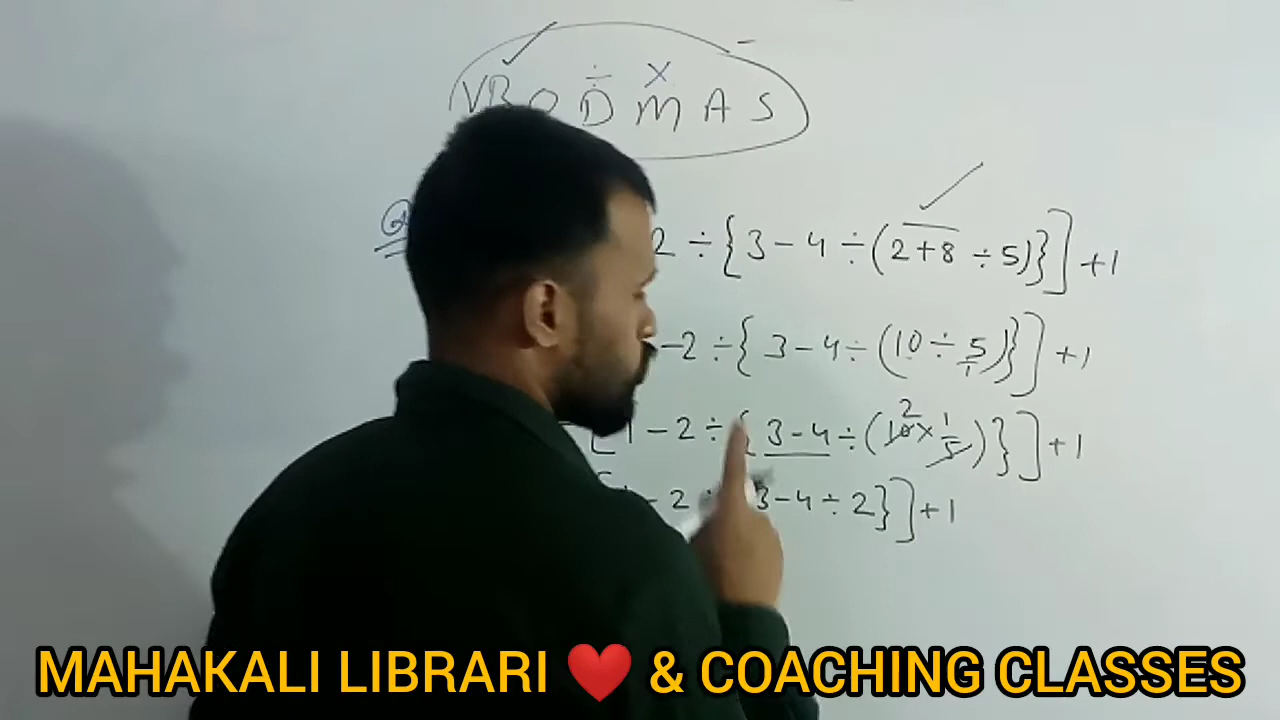 VBODMAS
÷ ×
Q
2 ÷ {3 - 4 ÷ (2+8 ÷ 5)}] +1
- 2 ÷ { 3 - 4 ÷ (10 ÷ 5)}] +1
[1 - 2 ÷ { 3 - 4 ÷ (10 × 1/5)}] +1
2
- 2 ÷ 3 - 4 ÷ 2}] +1
MAHAKALI LIBRARI ❤️ & COACHING CLASSES